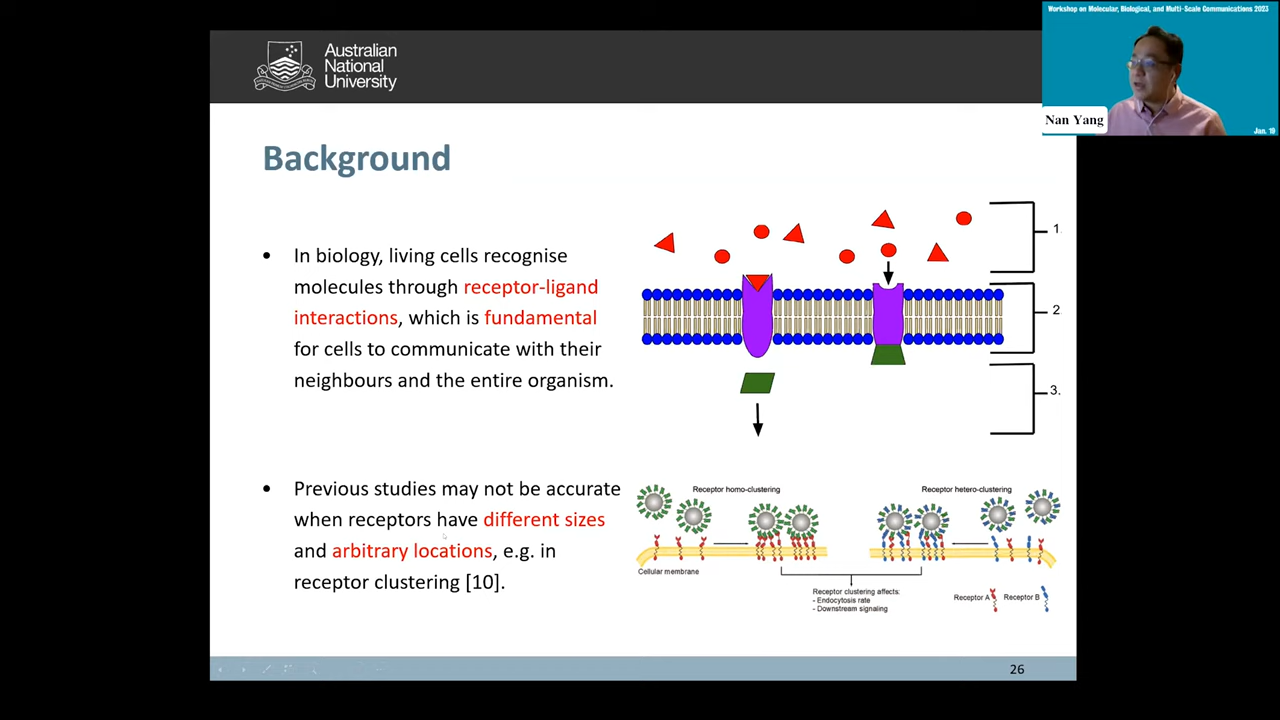 Workshop on Molecular, Biological, and Multi-Scale Communications 2023
Nan Yang
Jan. 19
Australian
National
University
Background
• In biology, living cells recognise
molecules through receptor-ligand
interactions, which is fundamental
for cells to communicate with their
neighbours and the entire organism.
1.
2
3.
• Previous studies may not be accurate
when receptors have different sizes
and arbitrary locations, e.g. in
receptor clustering [10].
Receptor homo-clustering
Receptor hetero-clustering
Cellular membrane
Receptor clustering affects:
- Endocytosis rate
- Downstream signaling
Receptor A
Receptor B
26